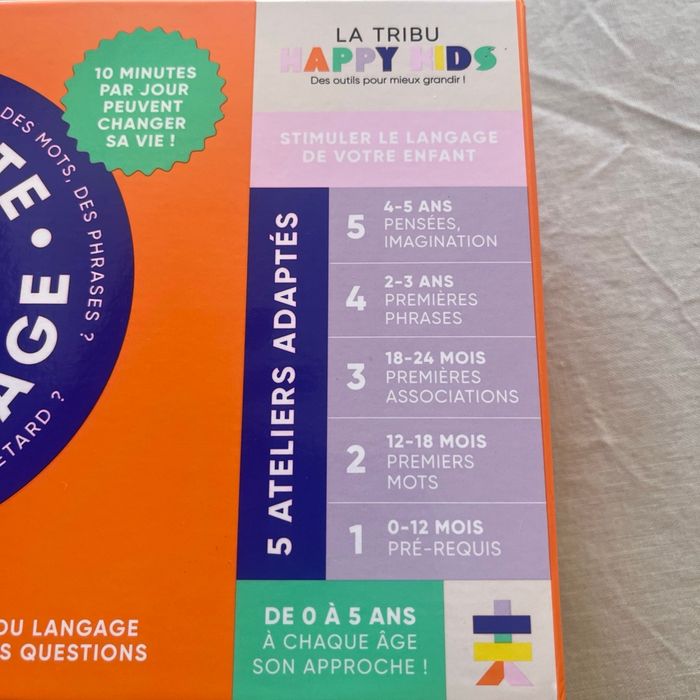 10 MINUTES
PAR JOUR
PEUVENT
CHANGER
SA VIE !
DES MOTS, DES PHRASES ?
TE •
AGE
ETARD ?
DU LANGAGE
S QUESTIONS
LA TRIBU
HAPPY KIDS
Des outils pour mieux grandir !
STIMULER LE LANGAGE
DE VOTRE ENFANT
5 ATELIERS ADAPTÉS
5
4-5 ANS
PENSÉES,
IMAGINATION
4
2-3 ANS
PREMIÈRES
PHRASES
3
18-24 MOIS
PREMIÈRES
ASSOCIATIONS
2
12-18 MOIS
PREMIERS
MOTS
1
0-12 MOIS
PRÉ-REQUIS
DE 0 À 5 ANS
À CHAQUE ÂGE
SON APPROCHE !